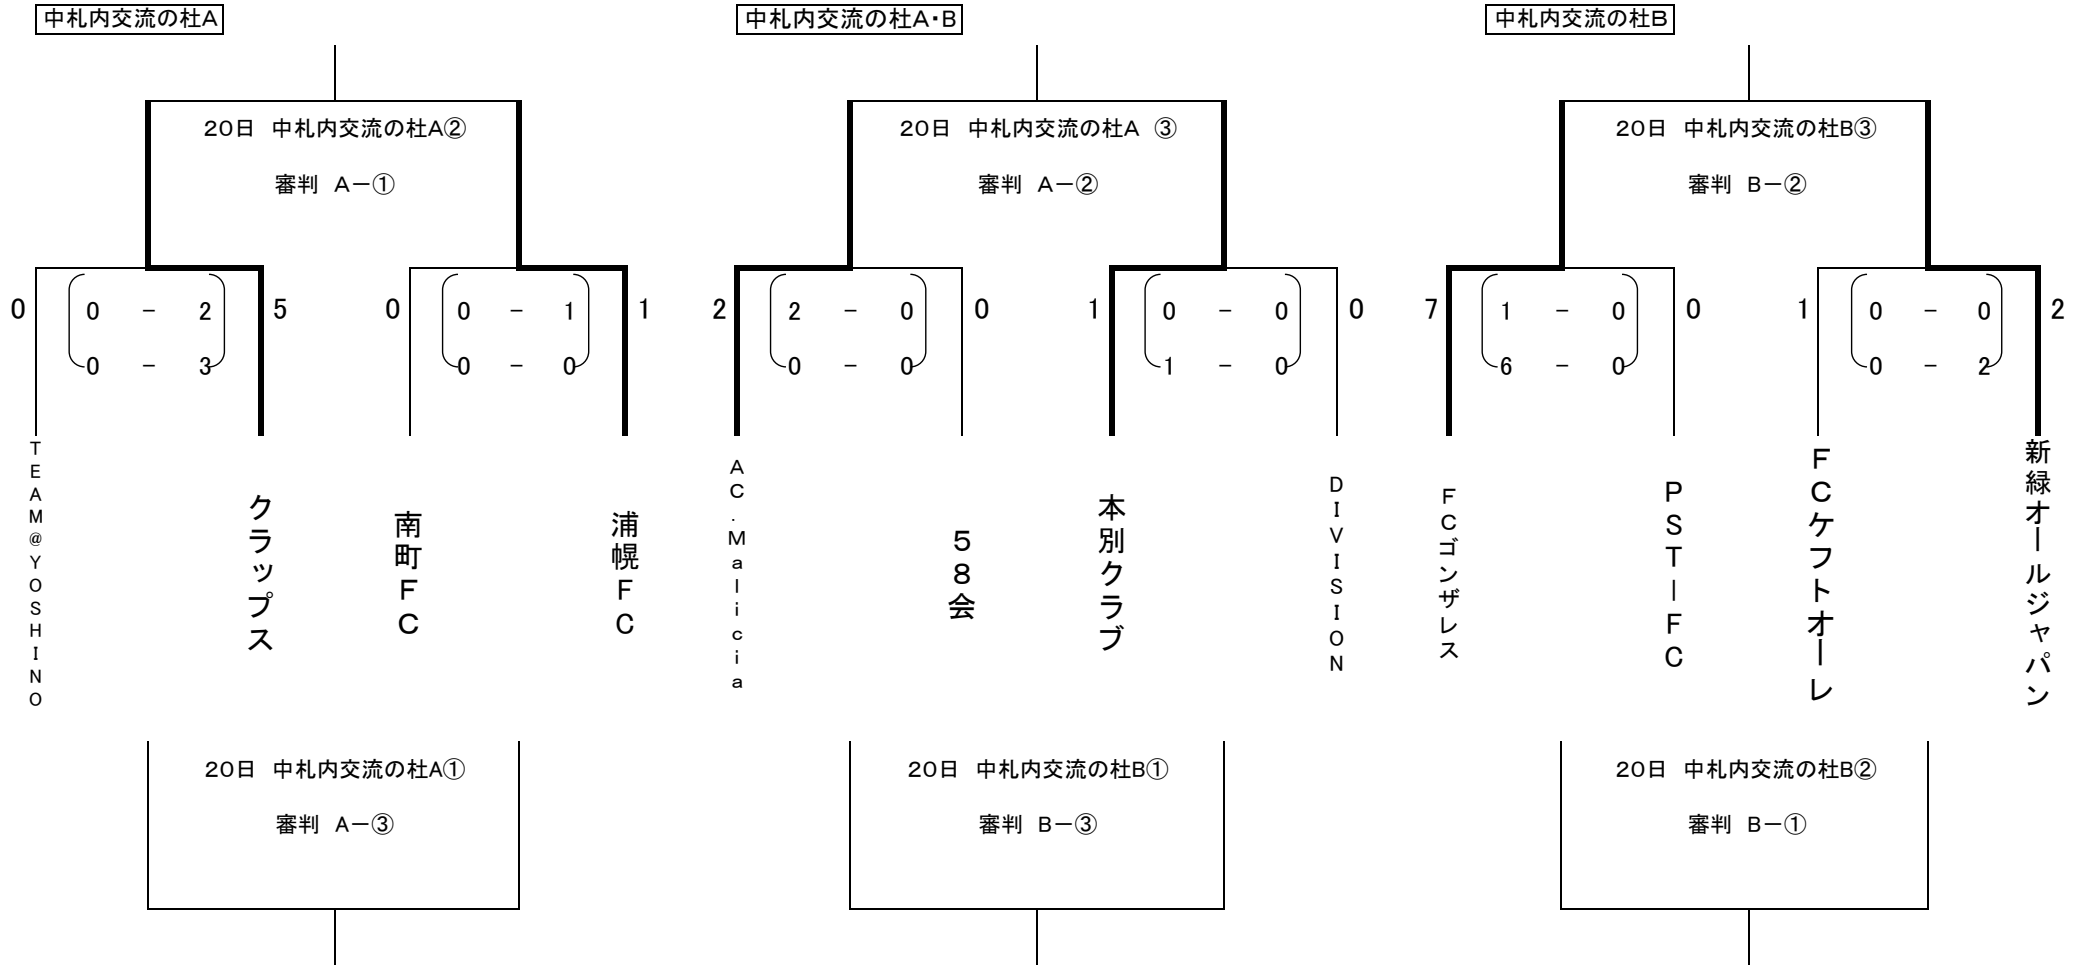 中札内交流の杜A
中札内交流の杜A・B
中札内交流の杜B
20日 中札内交流の杜A②
審判 A－①
20日 中札内交流の杜A ③
審判 A－②
20日 中札内交流の杜B③
審判 B－②
0 0 － 2 5
0 － 3
0 0 － 1 1
0 － 0
2 2 － 0 0
0 － 0
1 0 － 0 0
1 － 0
7 1 － 0 0
6 － 0
1 0 － 0 2
0 － 2
TEAM@YOSHINO
クラップス
南町FC
浦幌FC
AC.Malicia
58会
本別クラブ
DIVISION
FCゴンザレス
PST－FC
FCケフトオーレ
新緑オールジャパン
20日 中札内交流の杜A①
審判 A－③
20日 中札内交流の杜B①
審判 B－③
20日 中札内交流の杜B②
審判 B－①